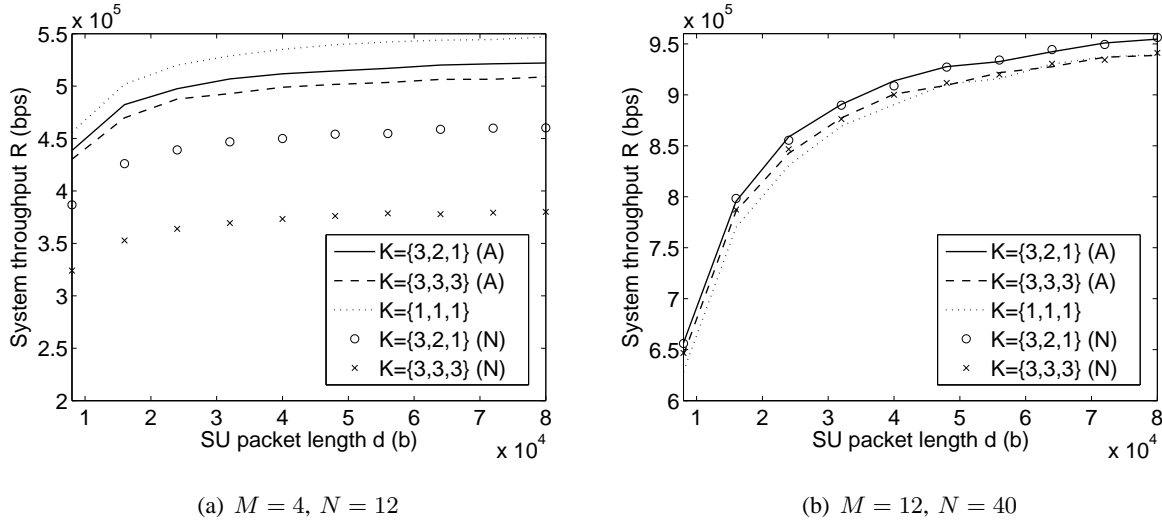 x 10^5
System throughput R (bps)
5.5
5
4.5
4
3.5
3
2.5
2
1 2 3 4 5 6 7 8
SU packet length d (b)
x 10^4
K={3,2,1} (A)
K={3,3,3} (A)
K={1,1,1}
K={3,2,1} (N)
K={3,3,3} (N)
(a) M = 4, N = 12
x 10^5
System throughput R (bps)
9.5
9
8.5
8
7.5
7
6.5
6
1 2 3 4 5 6 7 8
SU packet length d (b)
x 10^4
K={3,2,1} (A)
K={3,3,3} (A)
K={1,1,1}
K={3,2,1} (N)
K={3,3,3} (N)
(b) M = 12, N = 40